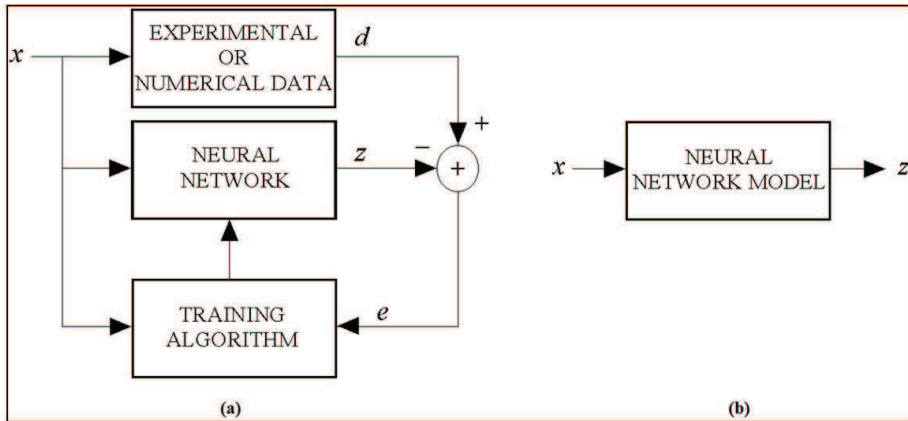 EXPERIMENTAL
OR
NUMERICAL DATA
x
d
+
NEURAL
NETWORK
z
−
+
TRAINING
ALGORITHM
e
(a)
x
NEURAL
NETWORK MODEL
z
(b)